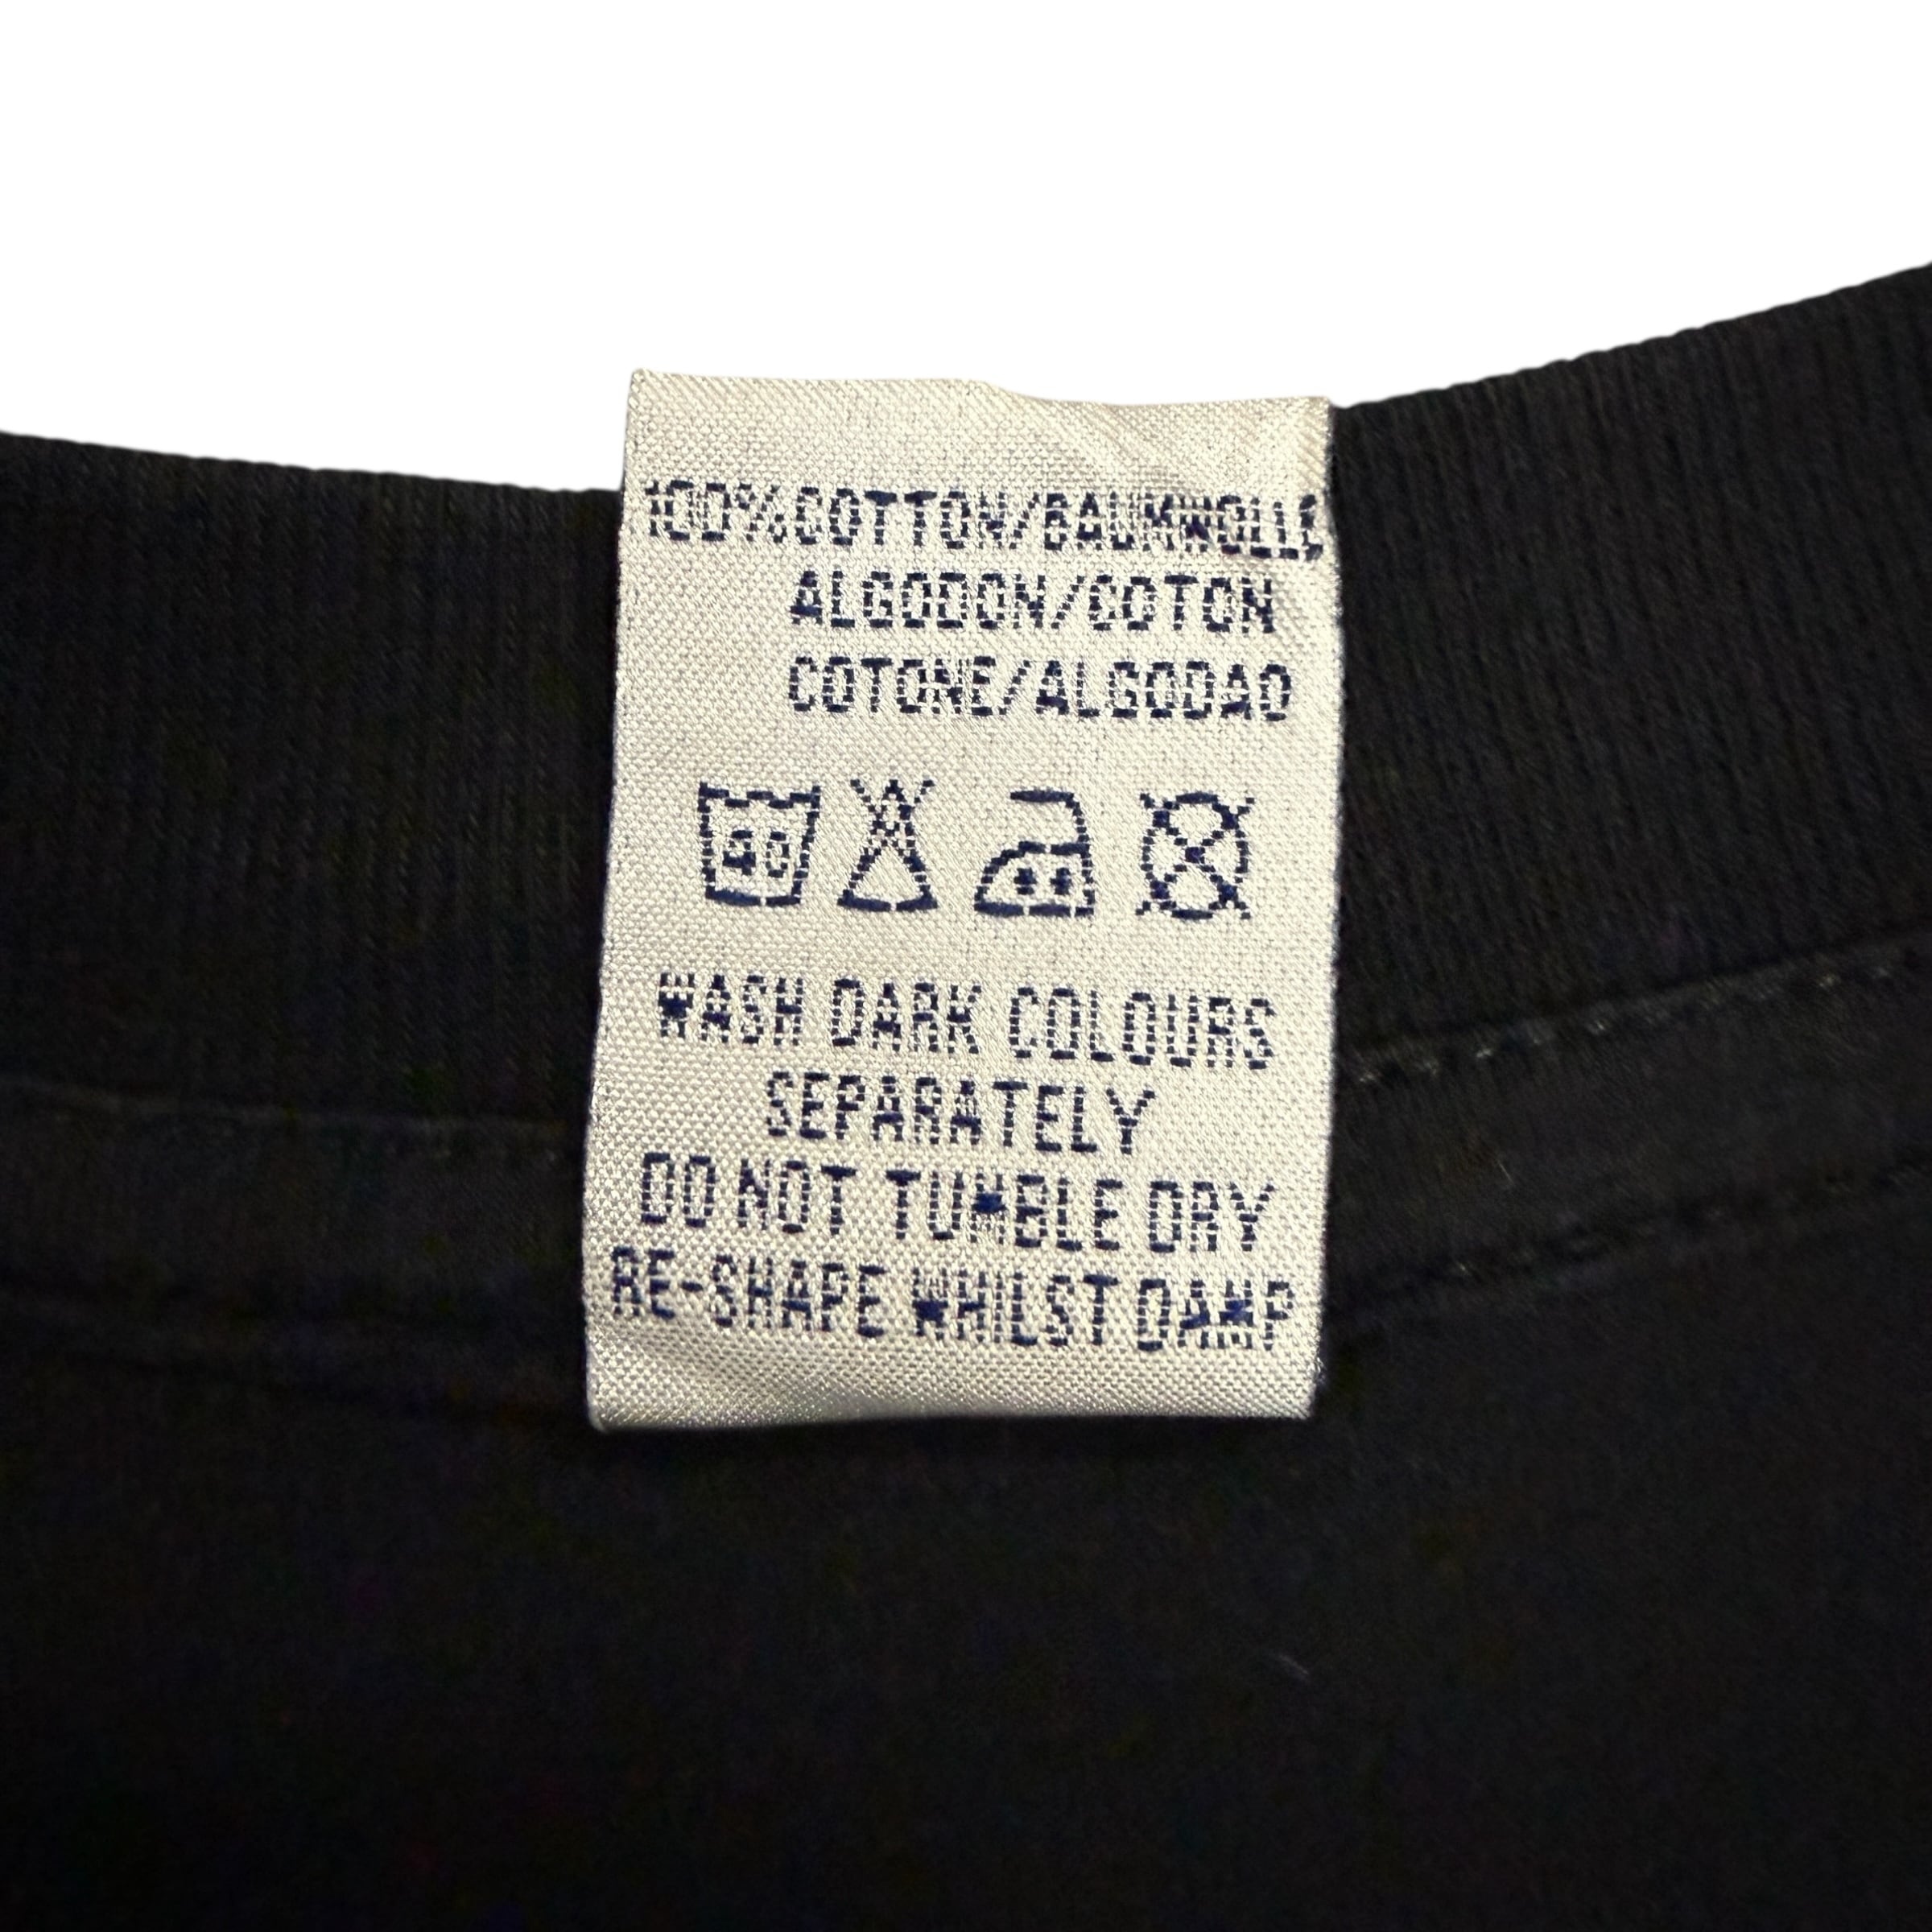 100%COTTON/BAUMWOLLE
ALGODON/COTON
COTONE/ALGODAO
40
WASH DARK COLOURS
SEPARATELY
DO NOT TUMBLE DRY
RE-SHAPE WHILST DAMP